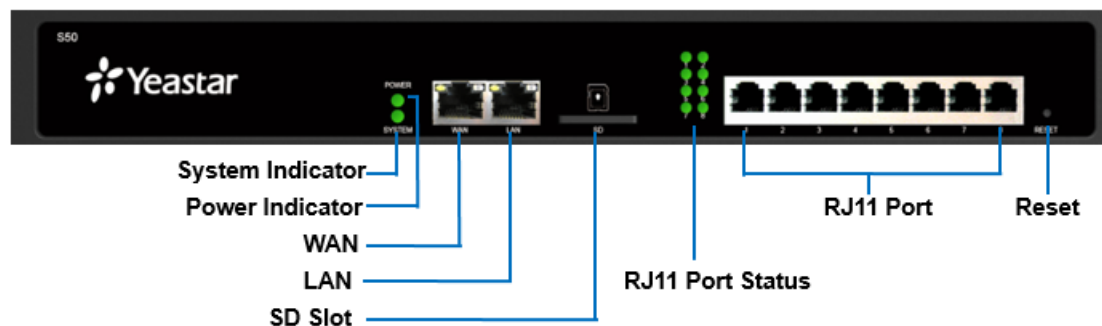 S50
Yeastar
POWER
SYSTEM
WAN
LAN
SD
1 2 3 4 5 6 7 8
RESET
System Indicator
Power Indicator
WAN
LAN
SD Slot
RJ11 Port Status
RJ11 Port
Reset